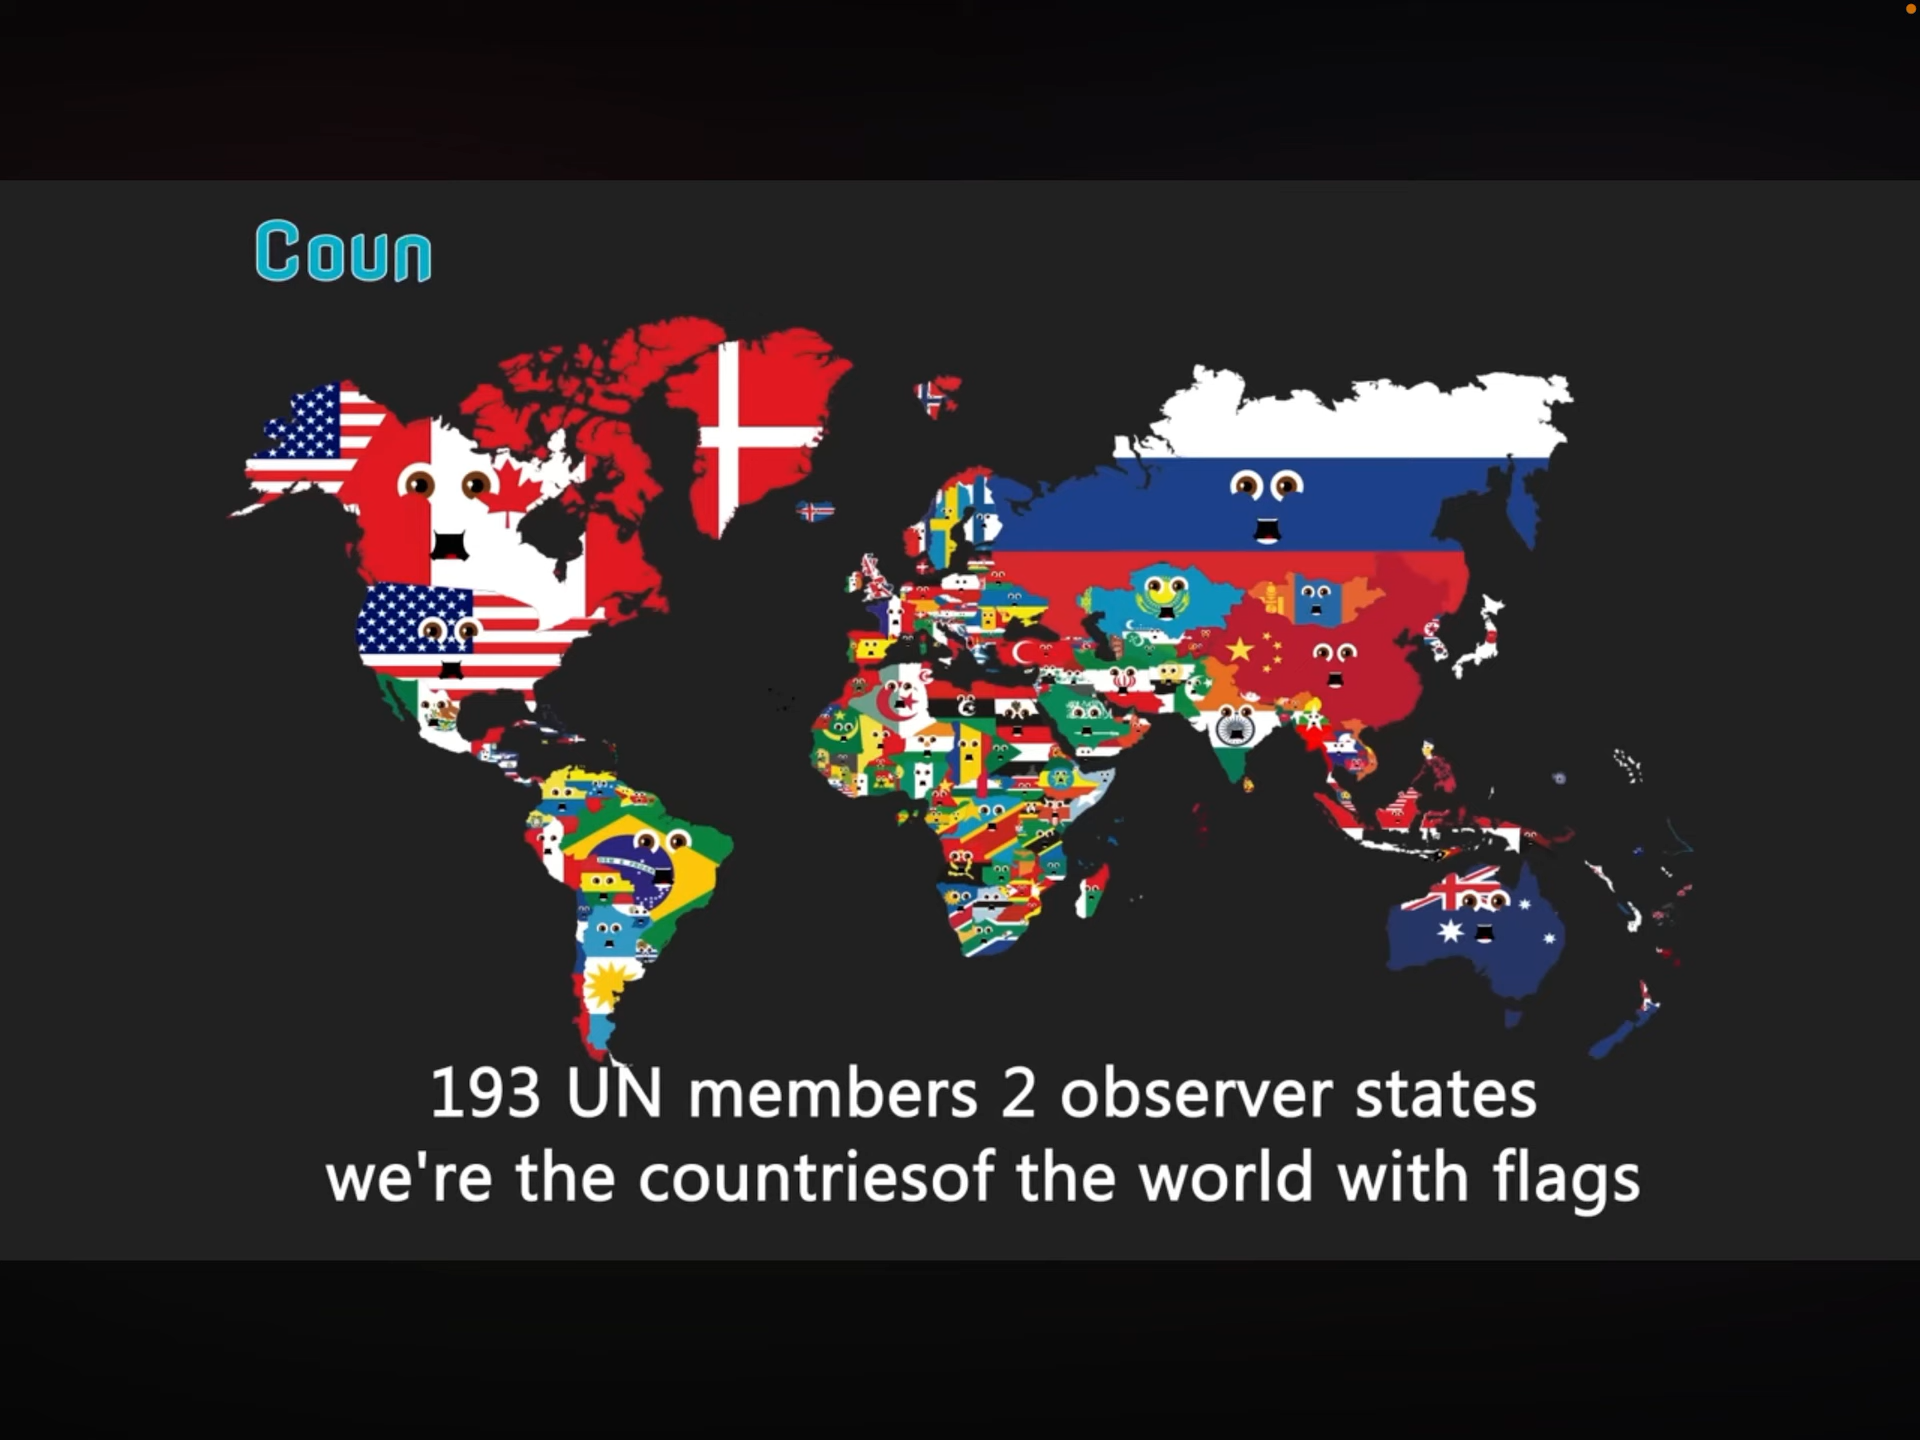 Coun
193 UN members 2 observer states
we're the countriesof the world with flags